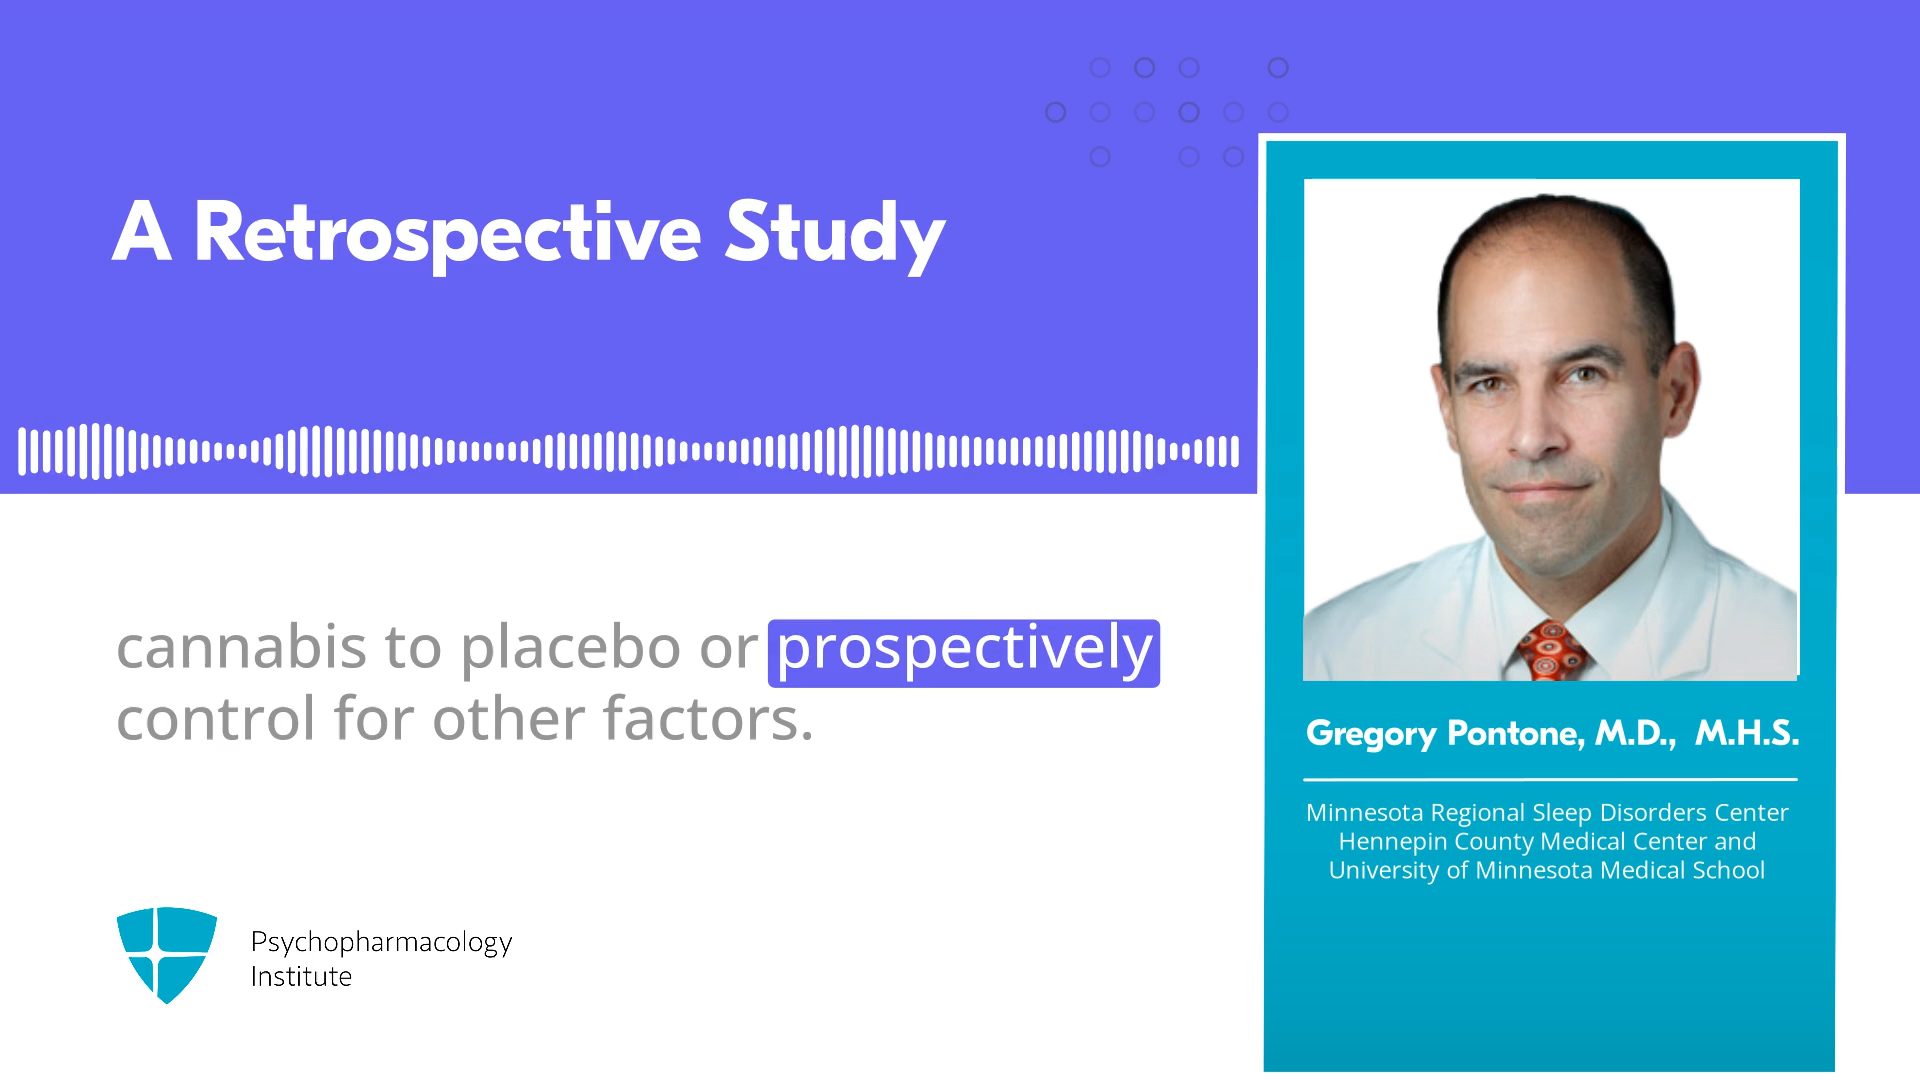 A Retrospective Study
cannabis to placebo or prospectively
control for other factors.
Gregory Pontone, M.D., M.H.S.
Minnesota Regional Sleep Disorders Center
Hennepin County Medical Center and
University of Minnesota Medical School
Psychopharmacology
Institute